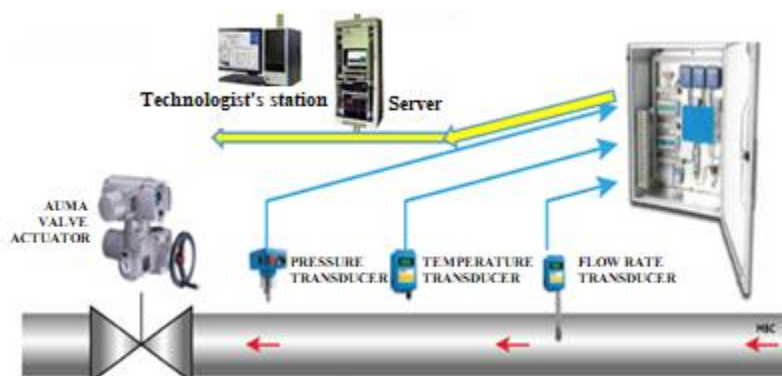 Technologist's station
Server
AUMA
VALVE
ACTUATOR
PRESSURE
TRANSDUCER
TEMPERATURE
TRANSDUCER
FLOW RATE
TRANSDUCER